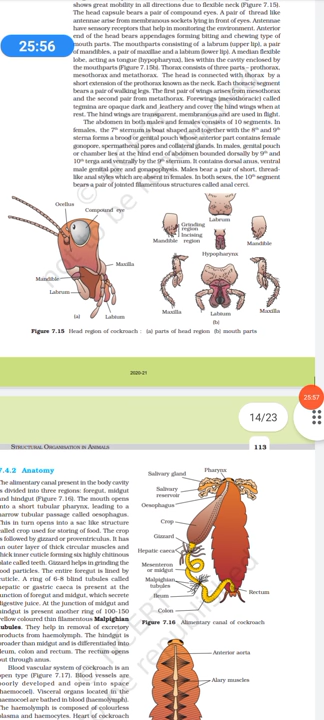 shows great mobility in all directions due to flexible neck (Figure 7.15).
The head capsule bears a pair of compound eyes. A pair of thread like
antennae arise from membranous sockets lying in front of eyes. Antennae
have sensory receptors that help in monitoring the environment. Anterior
end of the head bears appendages forming biting and chewing type of
mouth parts. The mouthparts consisting of a labrum (upper lip), a pair
of mandibles, a pair of maxillae and a labium (lower lip). A median flexible
lobe, acting as tongue (hypopharynx), lies within the cavity enclosed by
the mouthparts (Figure 7.15b). Thorax consists of three parts – prothorax,
mesothorax and metathorax. The head is connected with thorax by a
short extension of the prothorax known as the neck. Each thoracic segment
bears a pair of walking legs. The first pair of wings arises from mesothorax
and the second pair from metathorax. Forewings (mesothoracic) called
tegmina are opaque dark and leathery and cover the hind wings when at
rest. The hind wings are transparent, membranous and are used in flight.
The abdomen in both males and females consists of 10 segments. In
females, the 7th sternum is boat shaped and together with the 8th and 9th
sterna forms a brood or genital pouch whose anterior part contains female
gonopore, spermathecal pores and collateral glands. In males, genital pouch
or chamber lies at the hind end of abdomen bounded dorsally by 9th and
10th terga and ventrally by the 9th sternum. It contains dorsal anus, ventral
male genital pore and gonapophysis. Males bear a pair of short, thread-
like anal styles which are absent in females. In both sexes, the 10th segment
bears a pair of jointed filamentous structures called anal cerci.
25:56
Ocellus
Compound eye
Maxilla
Mandible
Labrum
Labium
(a)
Labrum
Grinding
region
Incising
region
Mandible
Mandible
Hypopharynx
Maxilla
Labium
Maxilla
(b)
Figure 7.15 Head region of cockroach : (a) parts of head region (b) mouth parts
2020-21
25:57
14/23
STRUCTURAL ORGANISATION IN ANIMALS
113
7.4.2 Anatomy
The alimentary canal present in the body cavity
is divided into three regions: foregut, midgut
and hindgut (Figure 7.16). The mouth opens
into a short tubular pharynx, leading to a
narrow tubular passage called oesophagus.
This in turn opens into a sac like structure
called crop used for storing of food. The crop
is followed by gizzard or proventriculus. It has
an outer layer of thick circular muscles and
thick inner cuticle forming six highly chitinous
plate called teeth. Gizzard helps in grinding the
food particles. The entire foregut is lined by
cuticle. A ring of 6-8 blind tubules called
hepatic or gastric caeca is present at the
junction of foregut and midgut, which secrete
digestive juice. At the junction of midgut and
hindgut is present another ring of 100-150
yellow coloured thin filamentous Malpighian
tubules. They help in removal of excretory
products from haemolymph. The hindgut is
broader than midgut and is differentiated into
ileum, colon and rectum. The rectum opens
out through anus.
Blood vascular system of cockroach is an
open type (Figure 7.17). Blood vessels are
poorly developed and open into space
(haemocoel). Visceral organs located in the
haemocoel are bathed in blood (haemolymph).
The haemolymph is composed of colourless
plasma and haemocytes. Heart of cockroach
Salivary gland
Pharynx
Salivary
reservoir
Oesophagus
Crop
Gizzard
Hepatic caeca
Mesenteron
or midgut
Malpighian
tubules
Ileum
Colon
Rectum
Figure 7.16 Alimentary canal of cockroach
Anterior aorta
Alary muscles